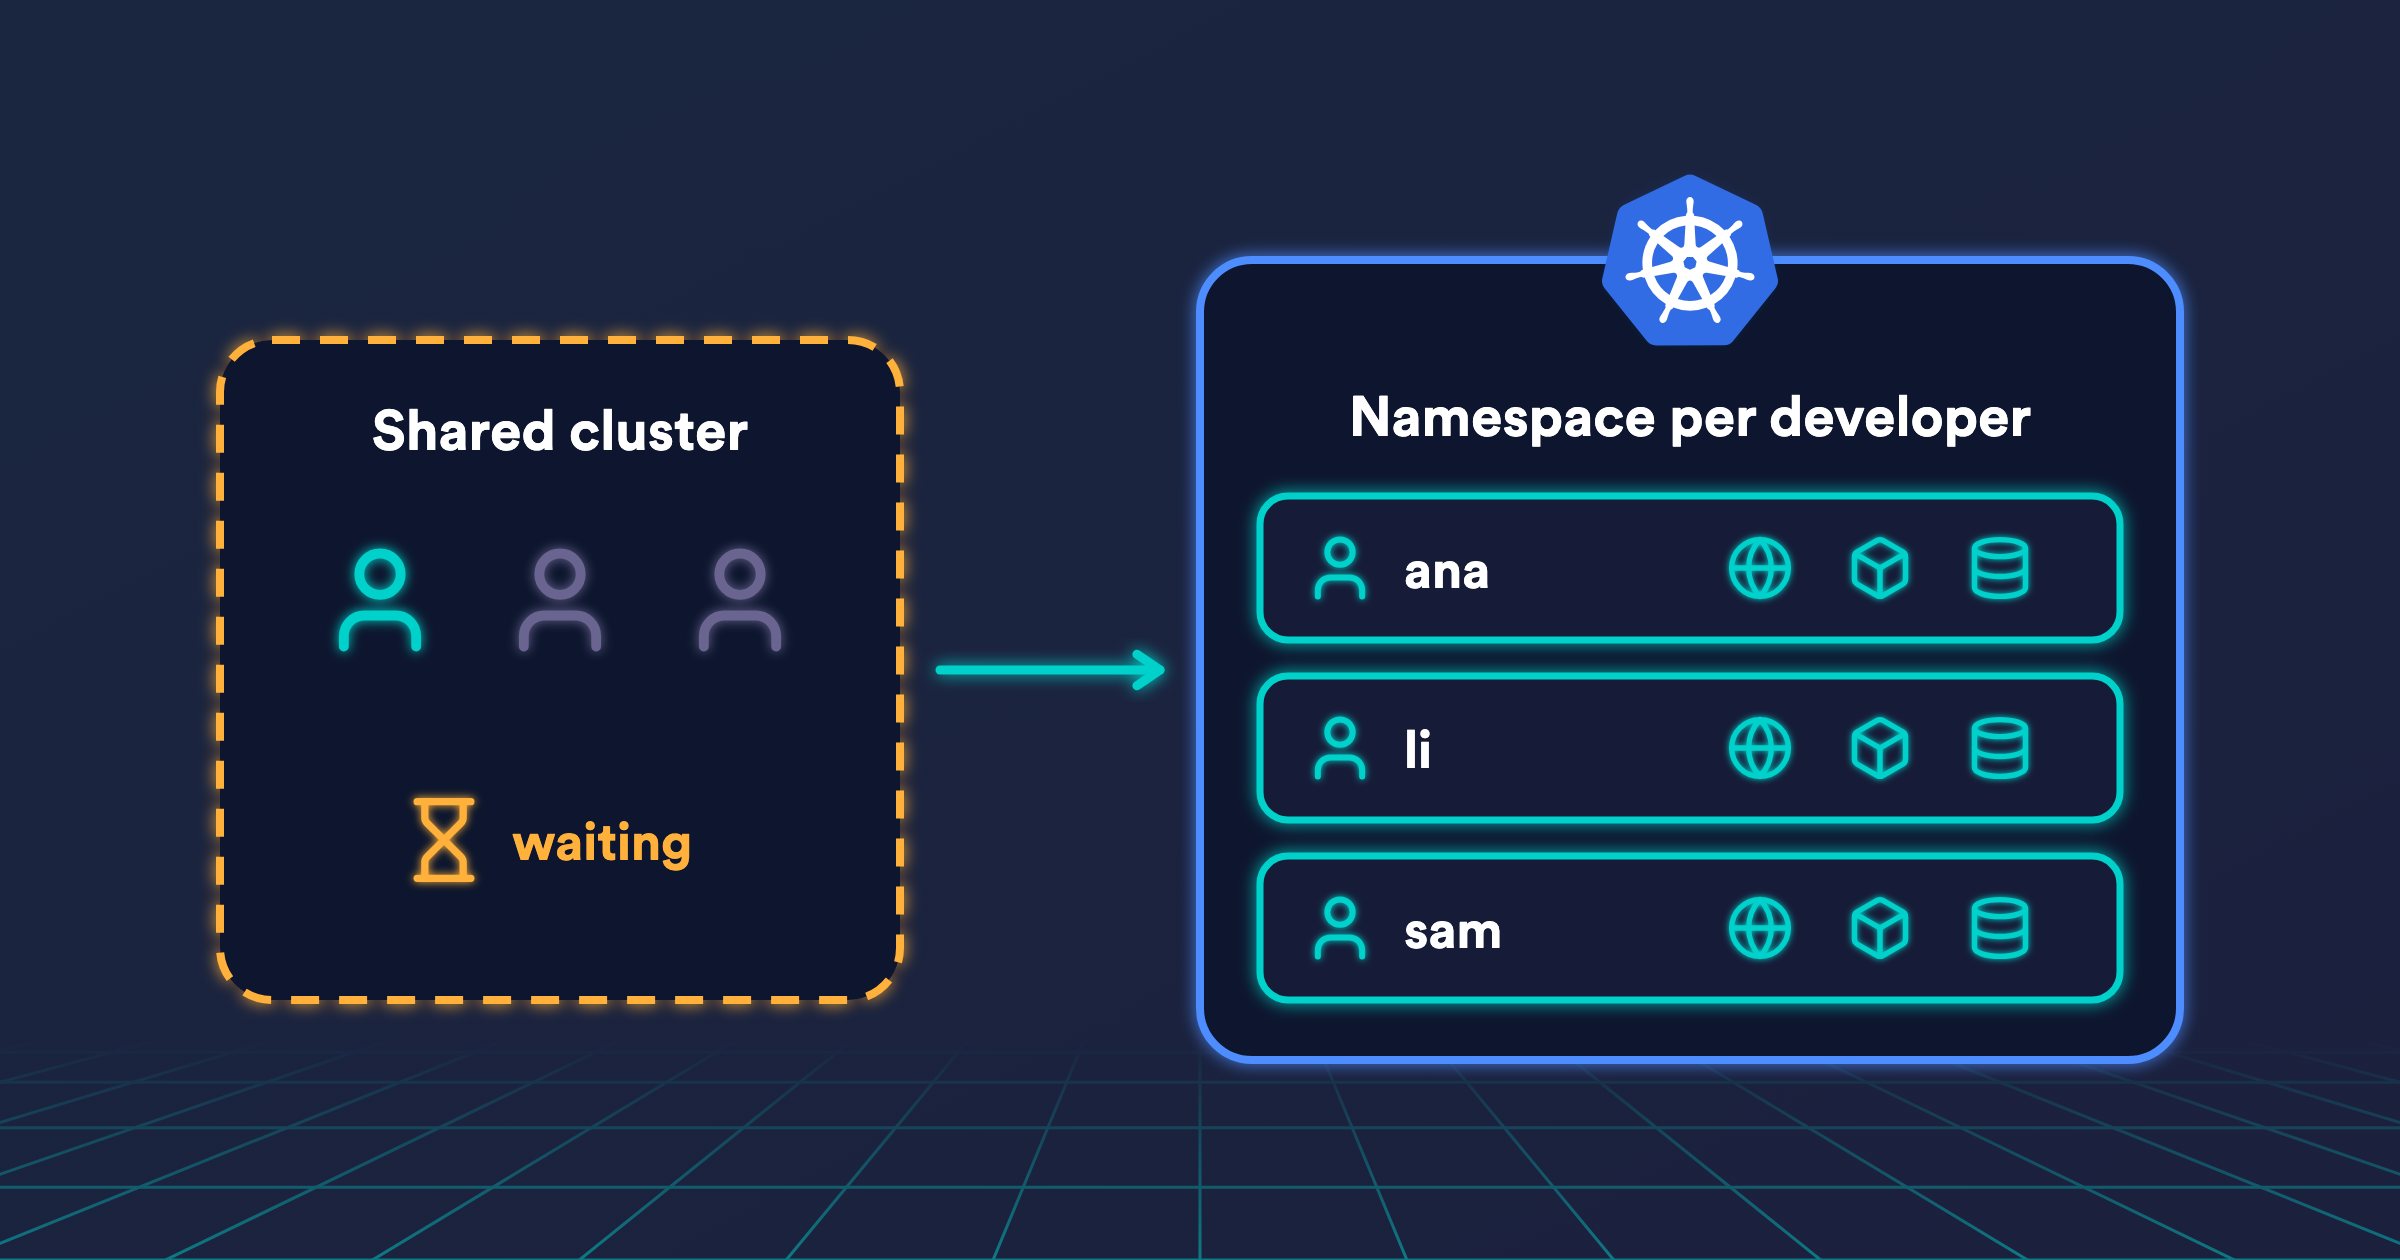 Shared cluster
waiting
Namespace per developer
ana
li
sam